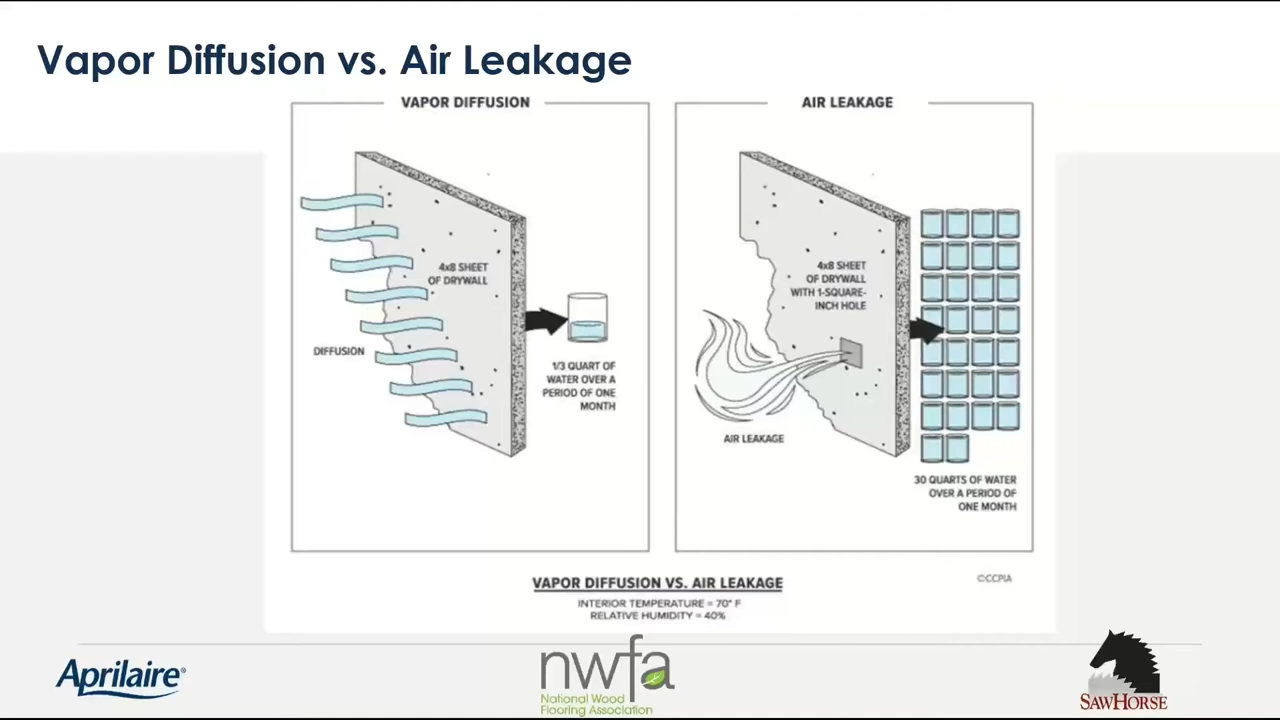 Vapor Diffusion vs. Air Leakage
VAPOR DIFFUSION
4x8 SHEET
OF DRYWALL
DIFFUSION
1/3 QUART OF
WATER OVER A
PERIOD OF ONE
MONTH
AIR LEAKAGE
4x8 SHEET
OF DRYWALL
WITH 1-SQUARE-
INCH HOLE
AIR LEAKAGE
30 QUARTS OF WATER
OVER A PERIOD OF
ONE MONTH
©CCPIA
VAPOR DIFFUSION VS. AIR LEAKAGE
INTERIOR TEMPERATURE = 70° F
RELATIVE HUMIDITY = 40%
Aprilaire®
nwfa
National Wood
Flooring Association
SAWHORSE